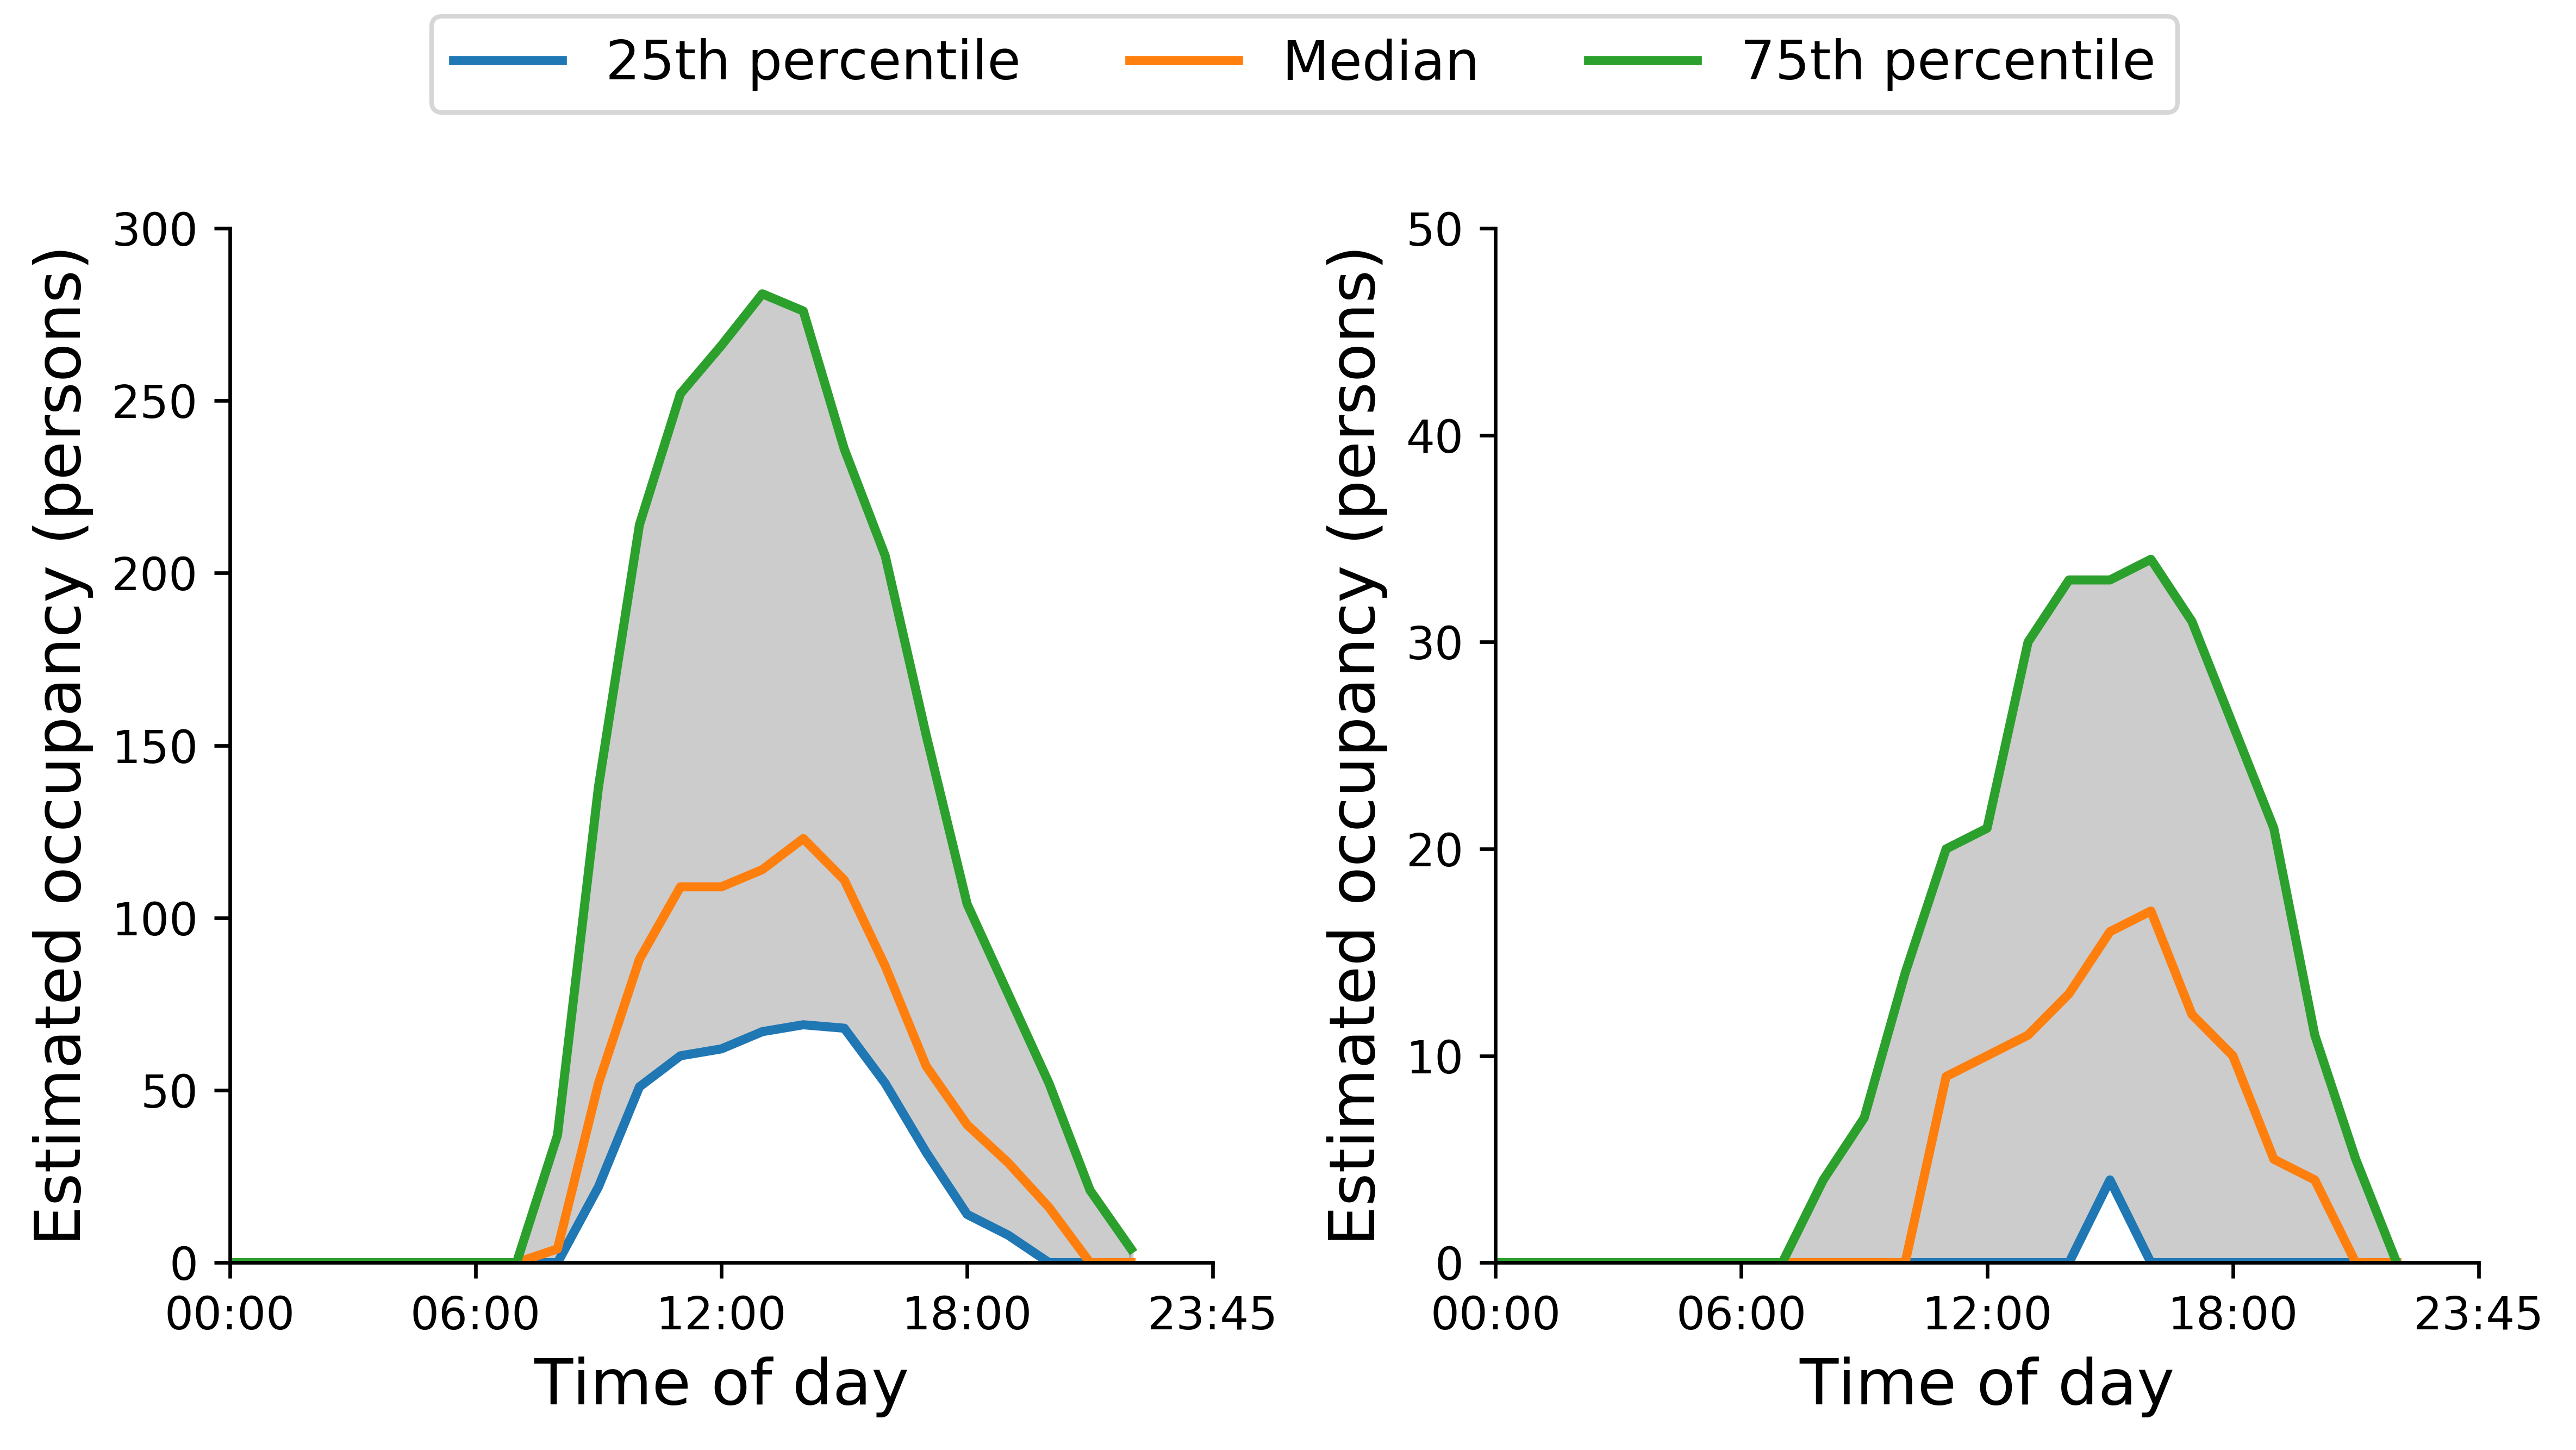 25th percentile Median 75th percentile
Estimated occupancy (persons)
300
250
200
150
100
50
0
00:00 06:00 12:00 18:00 23:45
Time of day
Estimated occupancy (persons)
50
40
30
20
10
0
00:00 06:00 12:00 18:00 23:45
Time of day